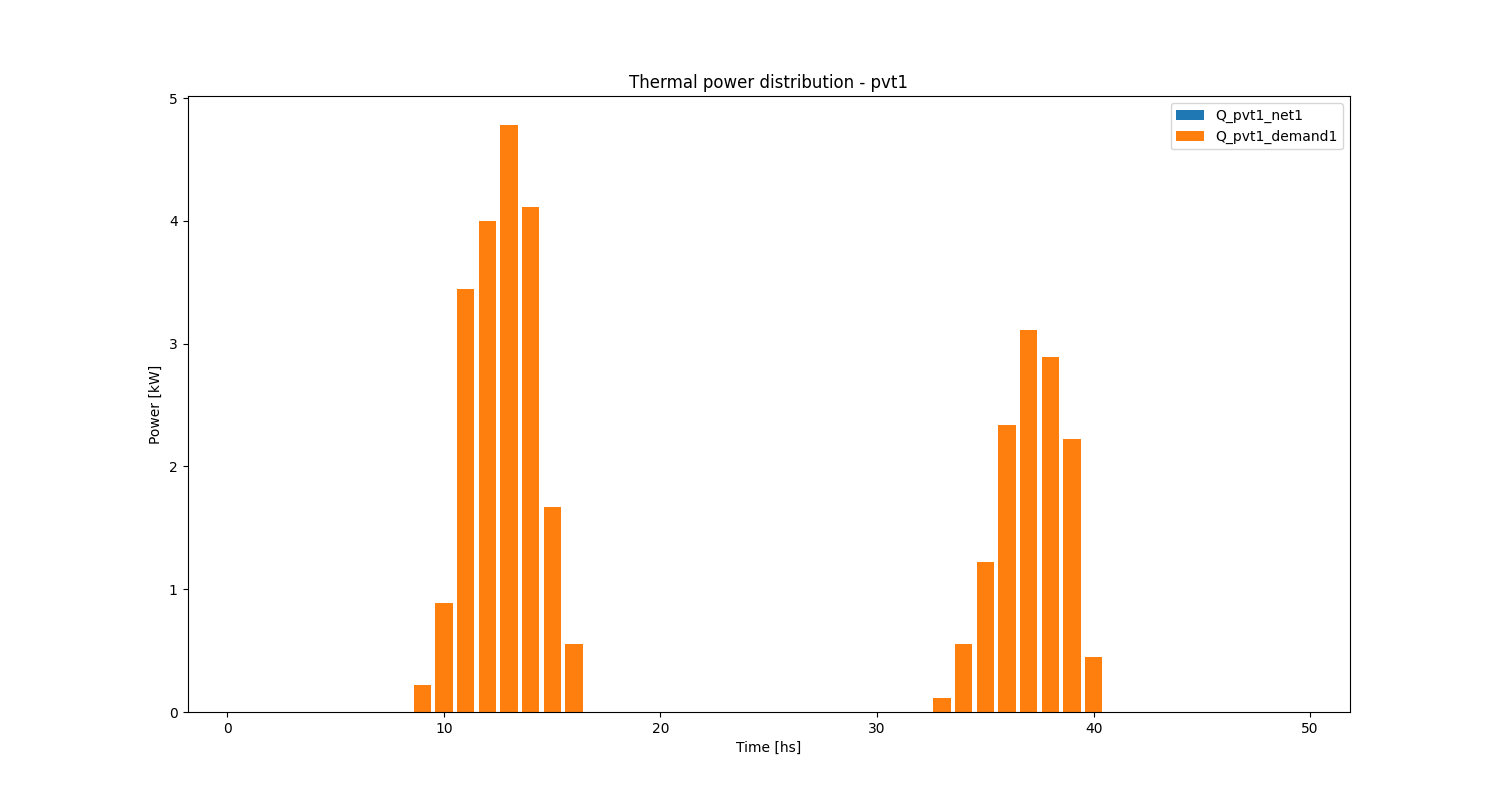 Thermal power distribution - pvt1
Q_pvt1_net1
Q_pvt1_demand1
5
4
3
2
1
0
Power [kW]
0 10 20 30 40 50
Time [hs]